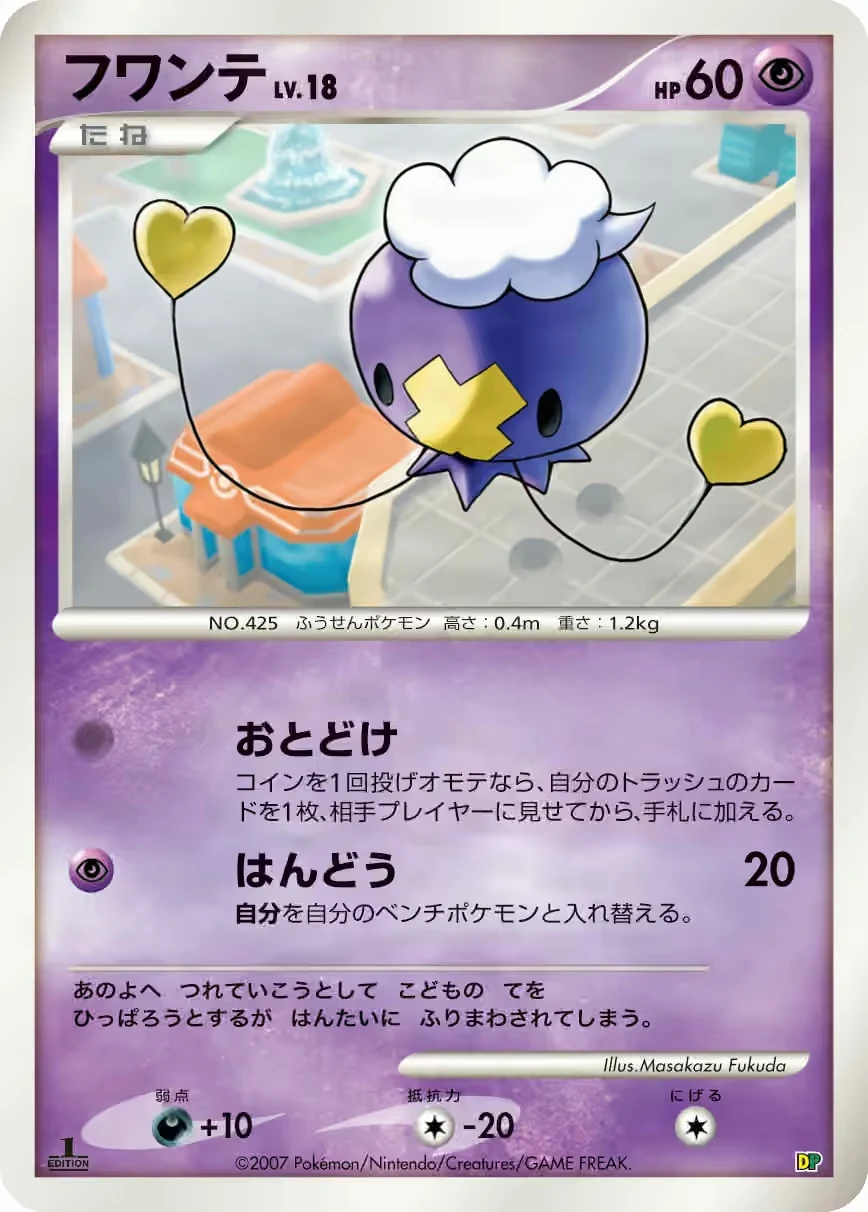 フワンテ LV.18 HP60
たね
NO.425 ふうせんポケモン 高さ:0.4m 重さ:1.2kg
おとどけ
コインを1回投げオモテなら、自分のトラッシュのカー
ドを1枚、相手プレイヤーに見せてから、手札に加える。
はんどう 20
自分を自分のベンチポケモンと入れ替える。
あのよへ つれていこうとして こどもの てを
ひっぱろうとするが はんたいに ふりまわされてしまう。
Illus.Masakazu Fukuda
弱点 抵抗力 にげる
+10 -20
1
EDITION
©2007 Pokémon/Nintendo/Creatures/GAME FREAK.
DP